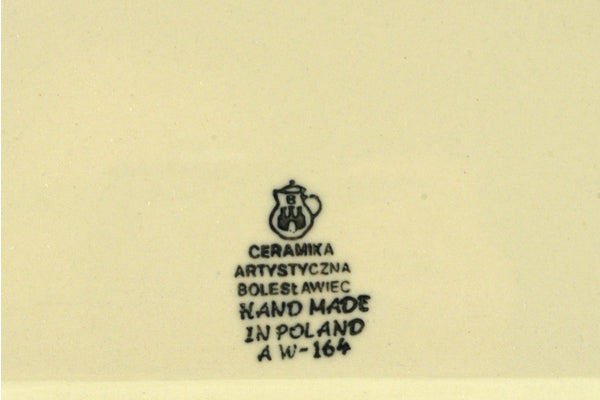 B
CERAMIKA
ARTYSTYCZNA
BOLESŁAWIEC
HAND MADE
IN POLAND
A W-164